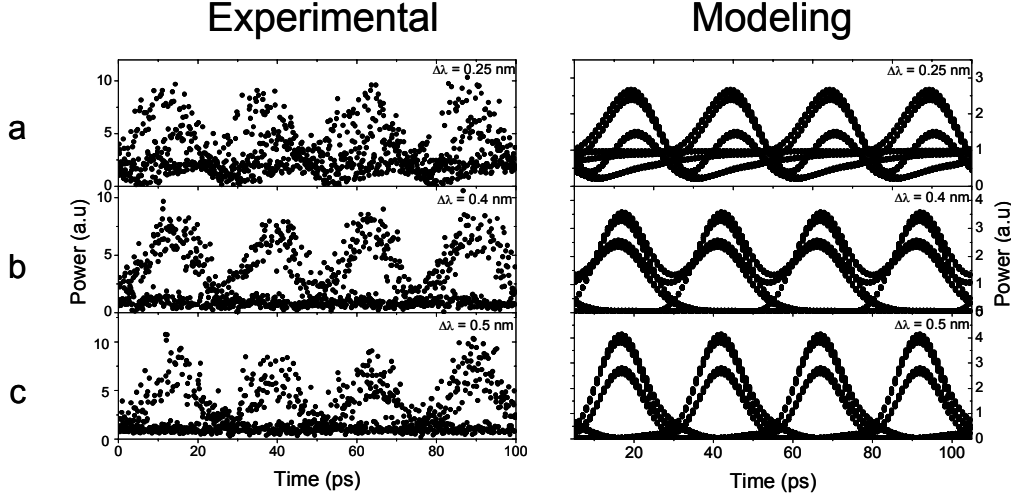 Experimental
Modeling
a
b
c
Power (a.u)
Δλ = 0.25 nm
10
5
0
Δλ = 0.4 nm
10
5
0
Δλ = 0.5 nm
10
5
0
0 20 40 60 80 100
Time (ps)
Δλ = 0.25 nm
3
2
1
0
Δλ = 0.4 nm
4
3
2
1
0
Δλ = 0.5 nm
4
3
2
1
0
20 40 60 80 100
Time (ps)
Power (a.u)